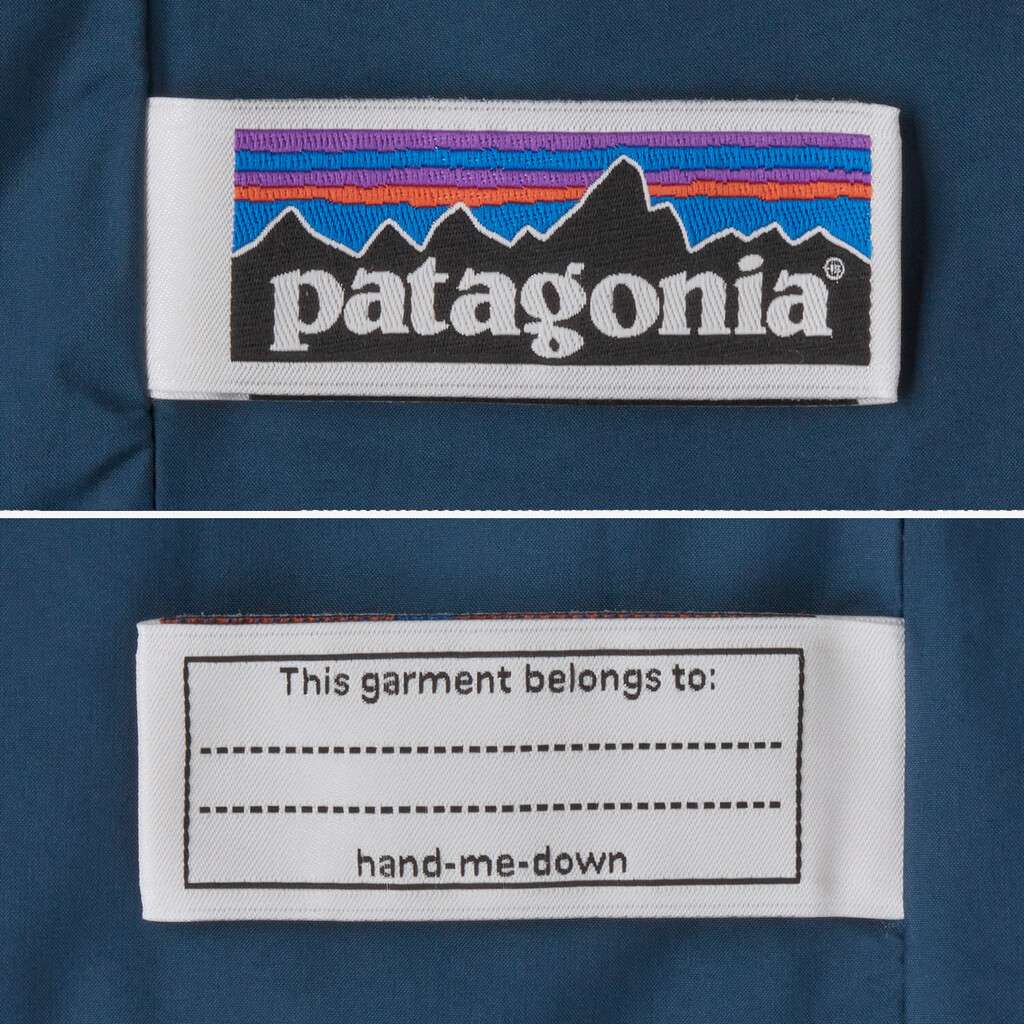 patagonia®
This garment belongs to:
hand-me-down